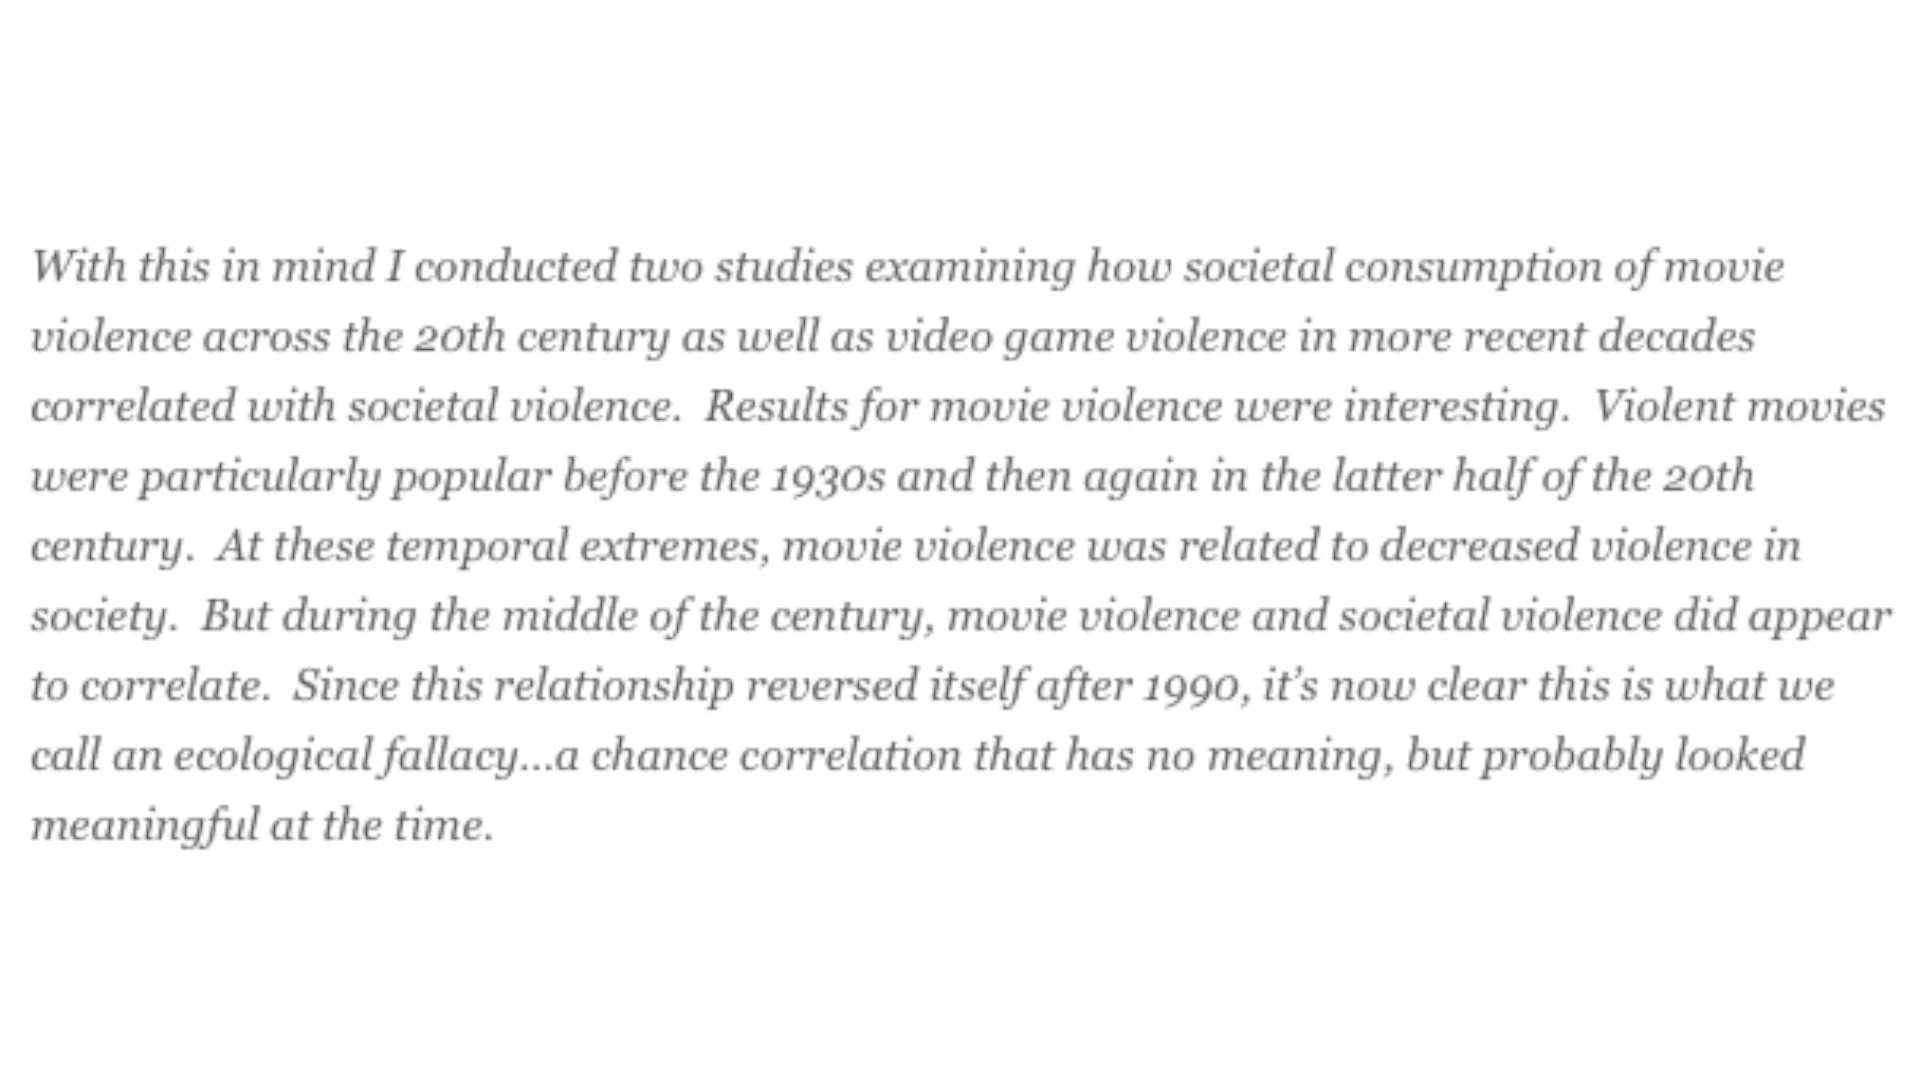 With this in mind I conducted two studies examining how societal consumption of movie
violence across the 20th century as well as video game violence in more recent decades
correlated with societal violence.  Results for movie violence were interesting.  Violent movies
were particularly popular before the 1930s and then again in the latter half of the 20th
century.  At these temporal extremes, movie violence was related to decreased violence in
society.  But during the middle of the century, movie violence and societal violence did appear
to correlate.  Since this relationship reversed itself after 1990, it’s now clear this is what we
call an ecological fallacy…a chance correlation that has no meaning, but probably looked
meaningful at the time.